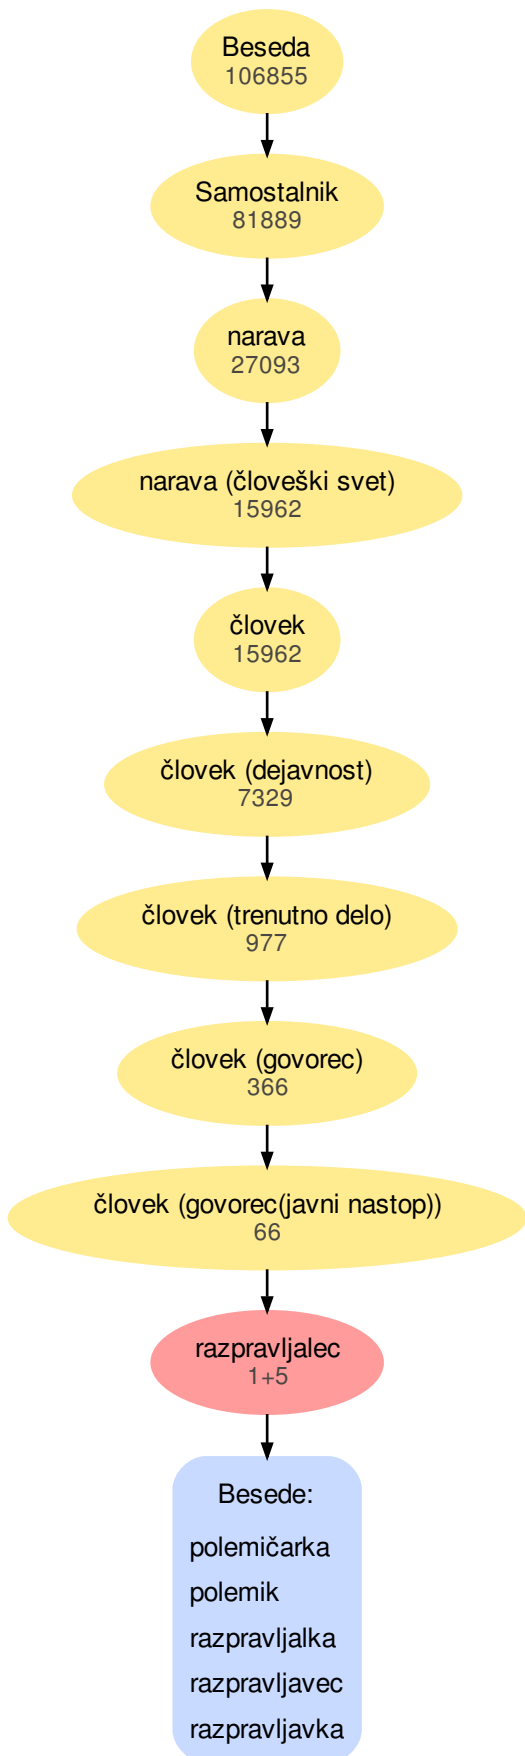 Beseda
106855
Samostalnik
81889
narava
27093
narava (človeški svet)
15962
človek
15962
človek (dejavnost)
7329
človek (trenutno delo)
977
človek (govorec)
366
človek (govorec(javni nastop))
66
razpravljalec
1+5
Besede:
polemičarka
polemik
razpravljalka
razpravljavec
razpravljavka